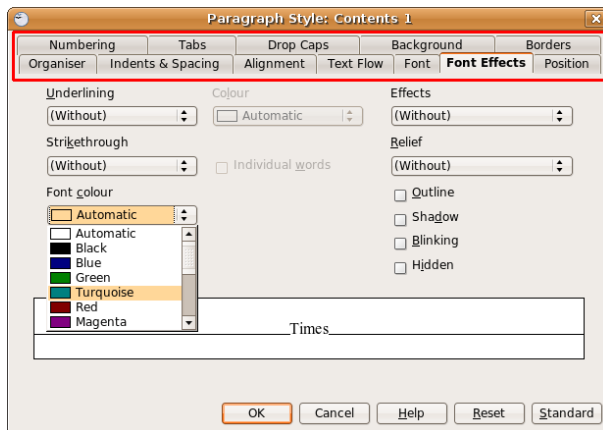 Paragraph Style: Contents 1
Numbering Tabs Drop Caps Background Borders
Organiser Indents & Spacing Alignment Text Flow Font Font Effects Position
Underlining Colour Effects
(Without) Automatic (Without)
Strikethrough Relief
(Without) Individual words (Without)
Font colour Outline
Automatic Shadow
Automatic
Black Blinking
Blue
Green Hidden
Turquoise
Red
Magenta
Times
OK Cancel Help Reset Standard